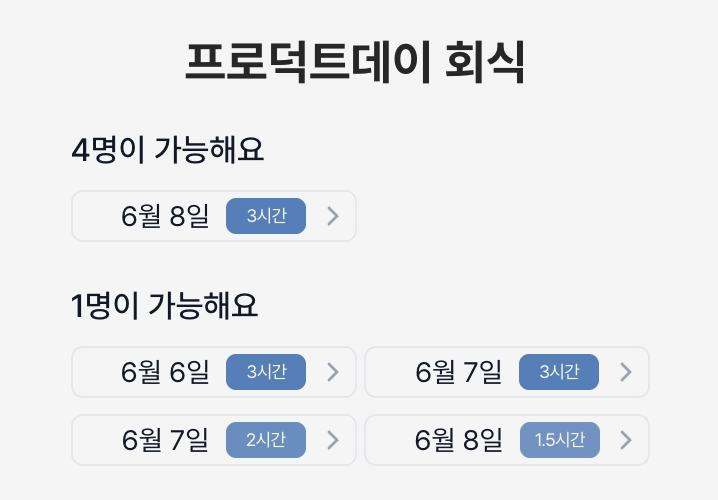 프로덕트데이 회식
4명이 가능해요
6월 8일 3시간
1명이 가능해요
6월 6일 3시간
6월 7일 3시간
6월 7일 2시간
6월 8일 1.5시간